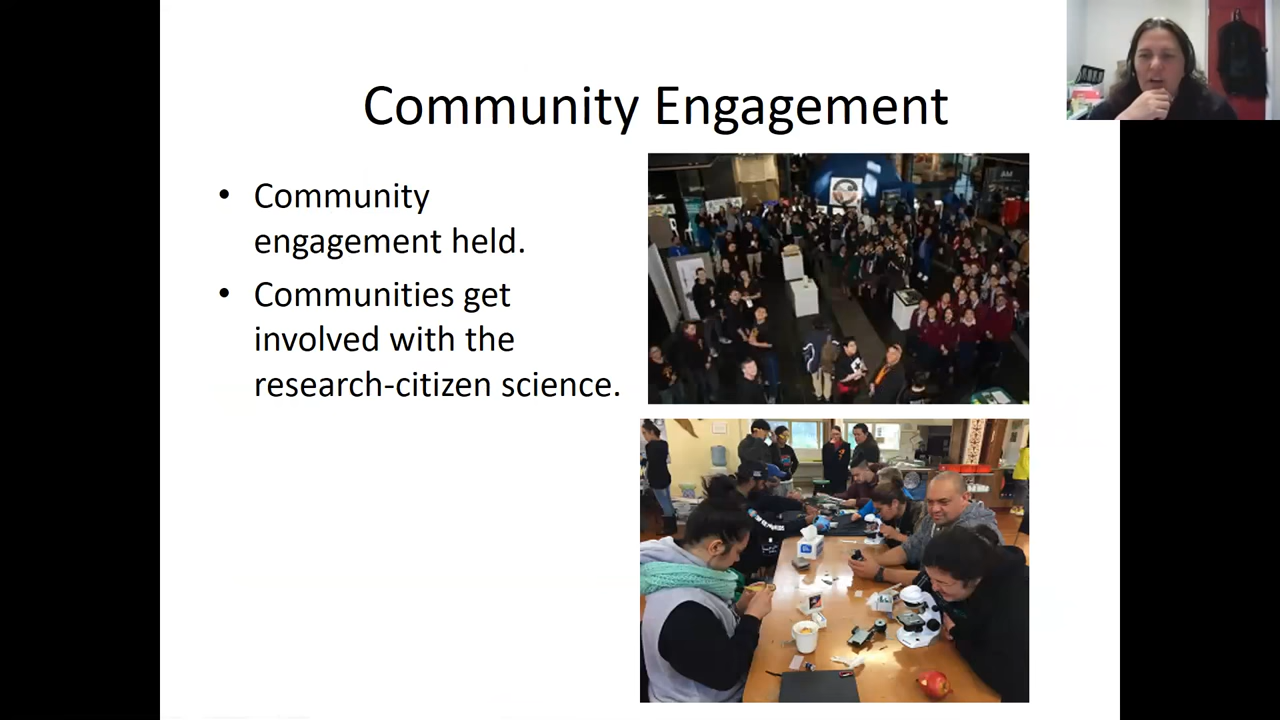 Community Engagement
• Community
engagement held.
• Communities get
involved with the
research-citizen science.